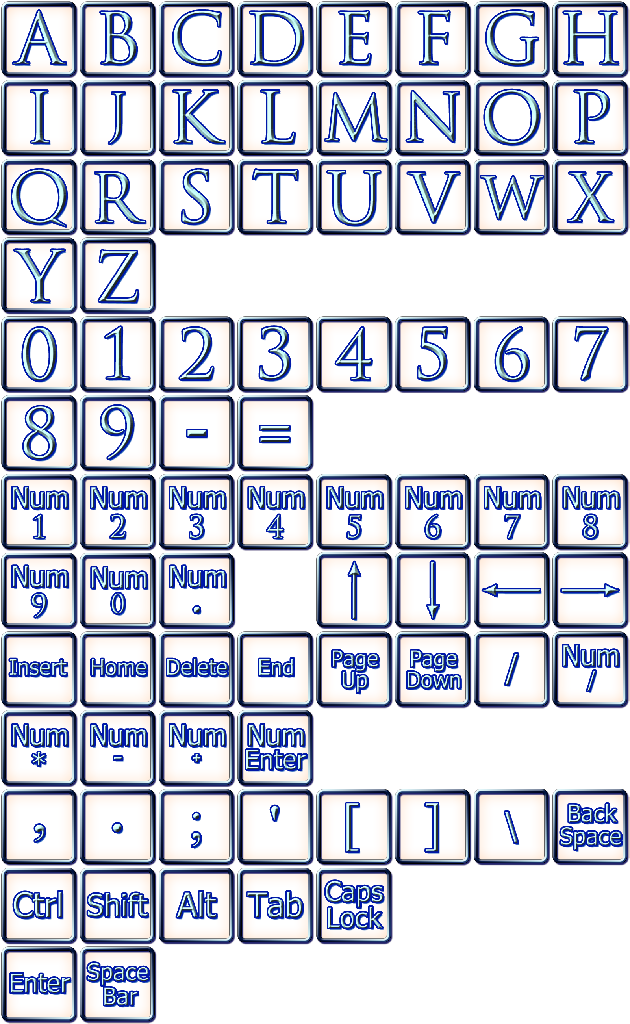 A B C D E F G H
I J K L M N O P
Q R S T U V W X
Y Z
0 1 2 3 4 5 6 7
8 9 - =
Num 1 Num 2 Num 3 Num 4 Num 5 Num 6 Num 7 Num 8
Num 9 Num 0 Num . ↑ ↓ ← →
Insert Home Delete End Page Up Page Down / Num /
Num * Num - Num + Num Enter
, . ; ' [ ] \ Back Space
Ctrl Shift Alt Tab Caps Lock
Enter Space Bar